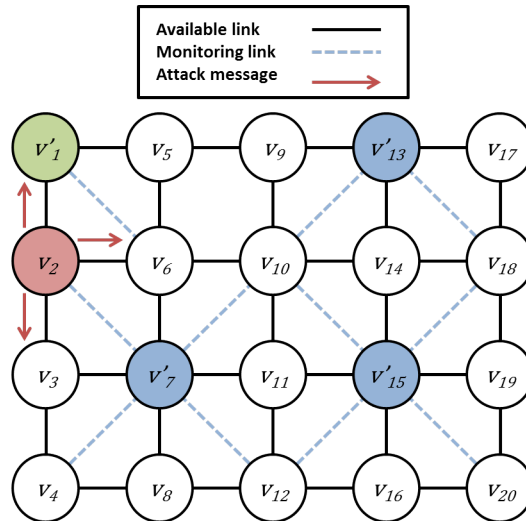 Available link
Monitoring link
Attack message
v'₁ v₅ v₉ v'₁₃ v₁₇
v₂ v₆ v₁₀ v₁₄ v₁₈
v₃ v'₇ v₁₁ v'₁₅ v₁₉
v₄ v₈ v₁₂ v₁₆ v₂₀